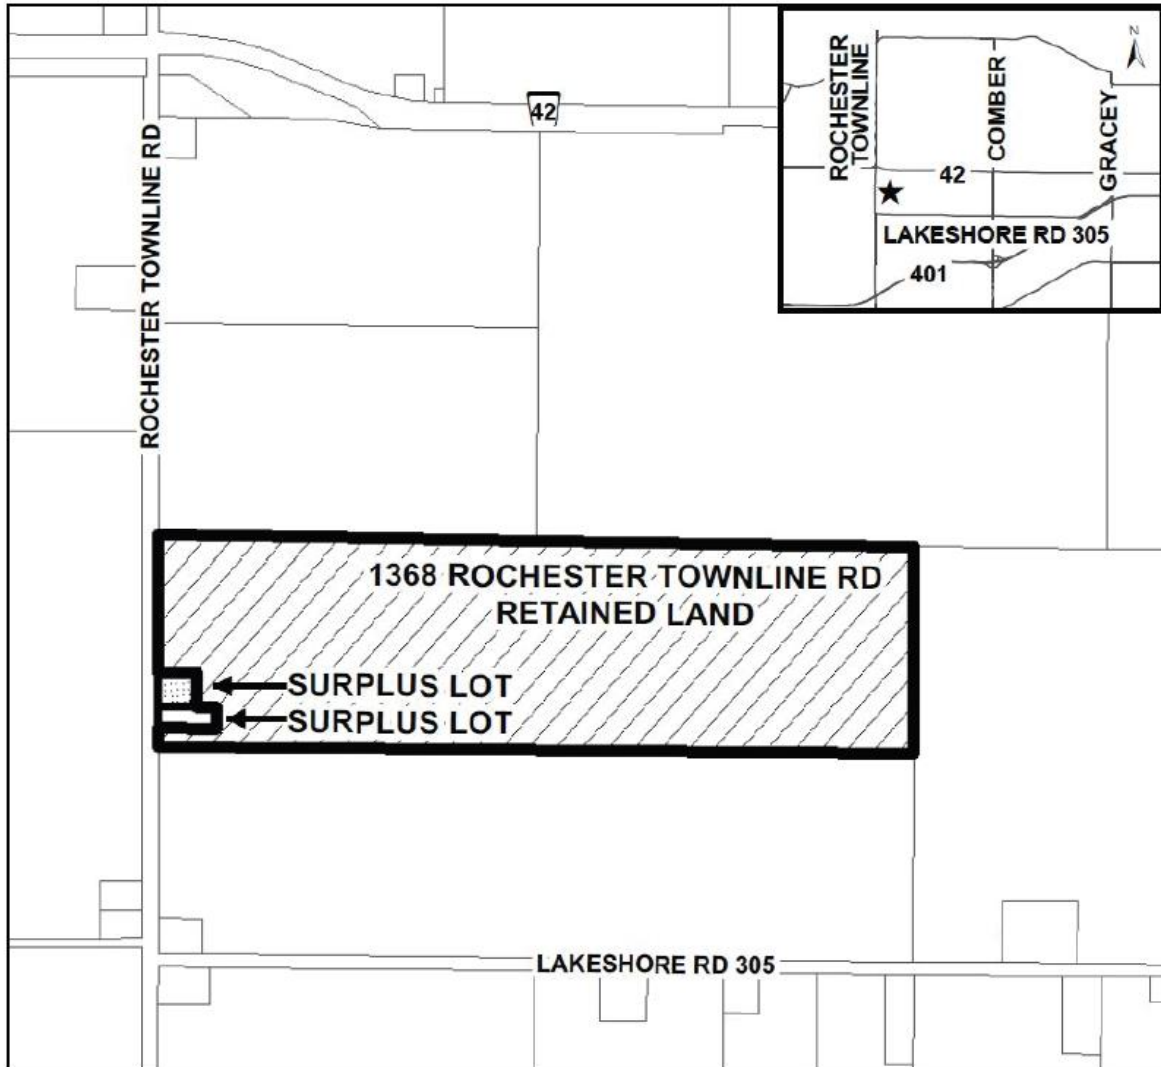 42
ROCHESTER TOWNLINE RD
N
ROCHESTER
TOWNLINE
COMBER
GRACEY
42
LAKESHORE RD 305
401
1368 ROCHESTER TOWNLINE RD
RETAINED LAND
SURPLUS LOT
SURPLUS LOT
LAKESHORE RD 305